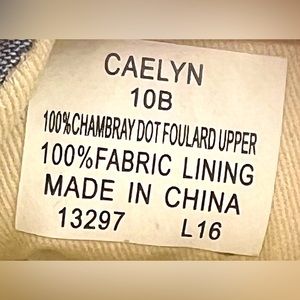 CAELYN
10B
100%CHAMBRAY DOT FOULARD UPPER
100%FABRIC LINING
MADE IN CHINA
13297 L16